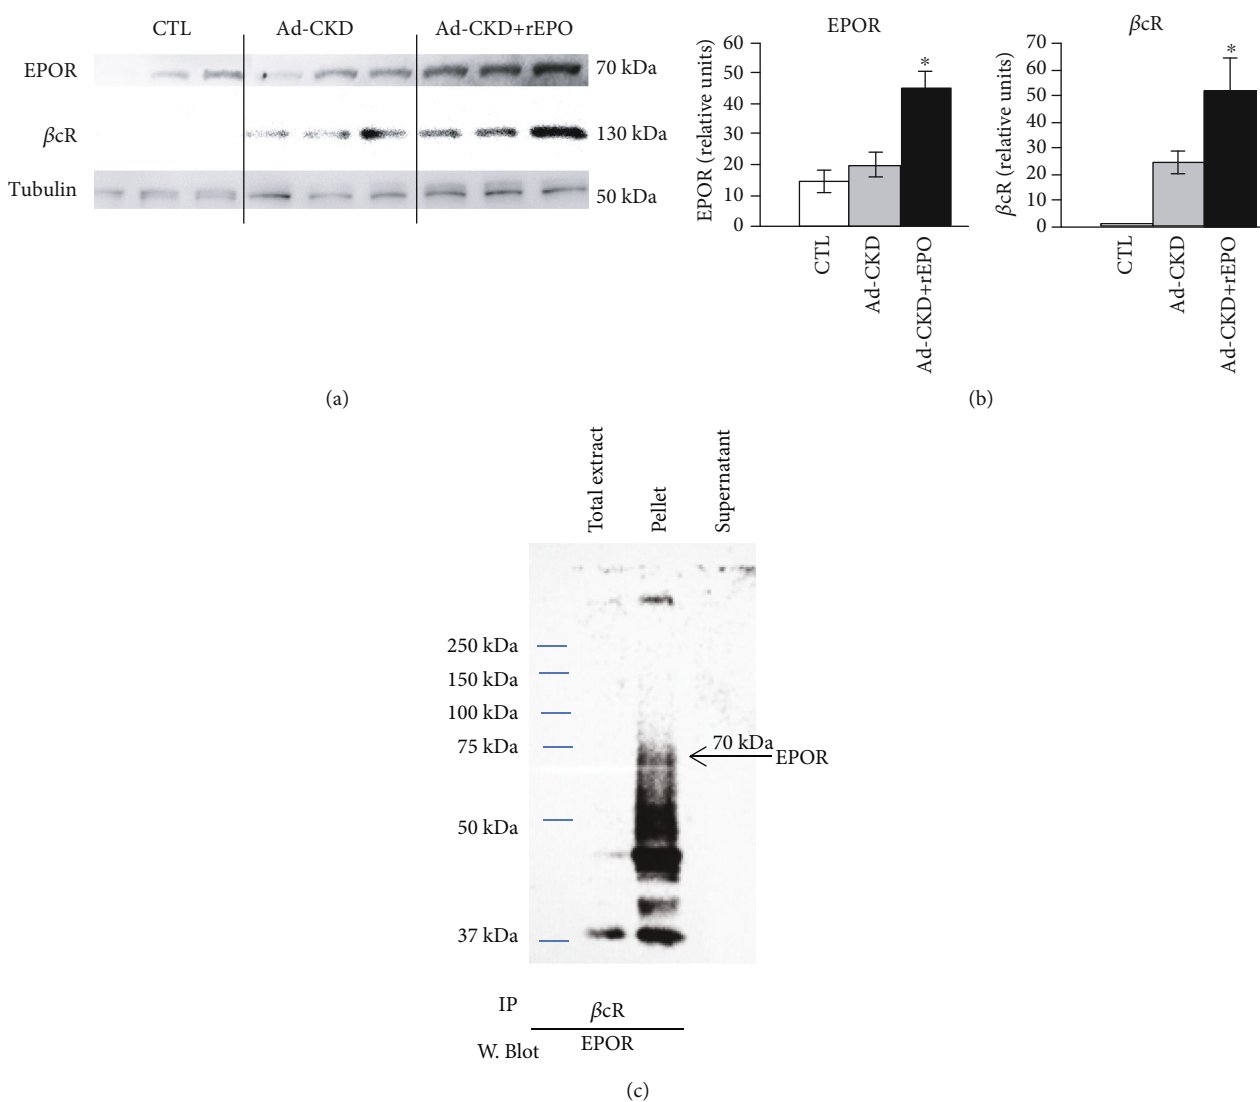 CTL Ad-CKD Ad-CKD+rEPO
EPOR 70 kDa
βcR 130 kDa
Tubulin 50 kDa
(a)
EPOR
EPOR (relative units)
60
50
40
30
20
10
0
*
CTL
Ad-CKD
Ad-CKD+rEPO
βcR
βcR (relative units)
70
60
50
40
30
20
10
0
*
CTL
Ad-CKD
Ad-CKD+rEPO
(b)
Total extract
Pellet
Supernatant
250 kDa
150 kDa
100 kDa
75 kDa
70 kDa
EPOR
50 kDa
37 kDa
IP βcR
W. Blot EPOR
(c)